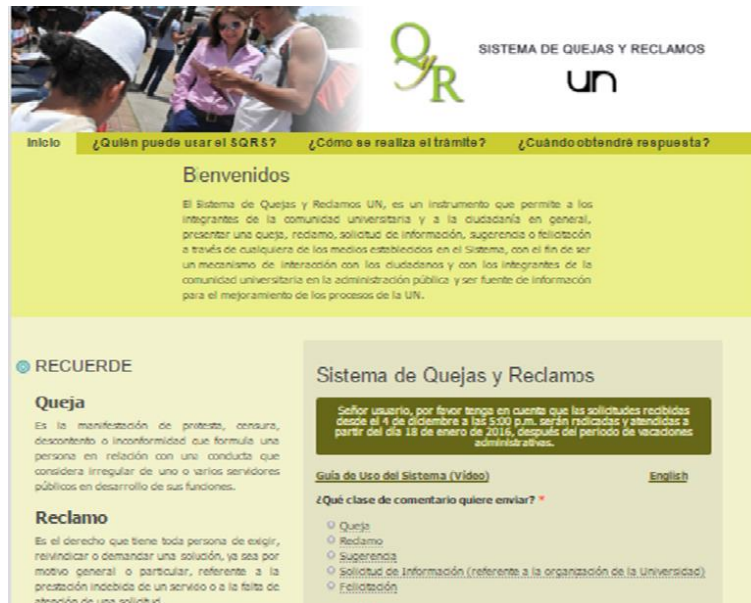 QyR
SISTEMA DE QUEJAS Y RECLAMOS
un
Inicio ¿Quién puede usar el SQRS? ¿Cómo se realiza el trámite? ¿Cuándo obtendré respuesta?
Bienvenidos
El Sistema de Quejas y Reclamos UN, es un instrumento que permite a los
integrantes de la comunidad universitaria y a la ciudadanía en general,
presentar una queja, reclamo, solicitud de información, sugerencia o felicitación
a través de cualquiera de los medios establecidos en el Sistema, con el fin de ser
un mecanismo de interacción con los ciudadanos y con los integrantes de la
comunidad universitaria en la administración pública y ser fuente de información
para el mejoramiento de los procesos de la UN.
RECUERDE
Queja
Es la manifestación de protesta, censura,
descontento o inconformidad que formula una
persona en relación con una conducta que
considera irregular de uno o varios servidores
públicos en desarrollo de sus funciones.
Reclamo
Es el derecho que tiene toda persona de exigir,
reivindicar o demandar una solución, ya sea por
motivo general o particular, referente a la
prestación indebida de un servicio o a la falta de
atención de una solicitud.
Sistema de Quejas y Reclamos
Señor usuario, por favor tenga en cuenta que las solicitudes recibidas
desde el 4 de diciembre a las 5:00 p.m. serán radicadas y atendidas a
partir del día 18 de enero de 2016, después del periodo de vacaciones
administrativas.
Guía de Uso del Sistema (Vídeo) English
¿Qué clase de comentario quiere enviar? *
Queja
Reclamo
Sugerencia
Solicitud de Información (referente a la organización de la Universidad)
Felicitación